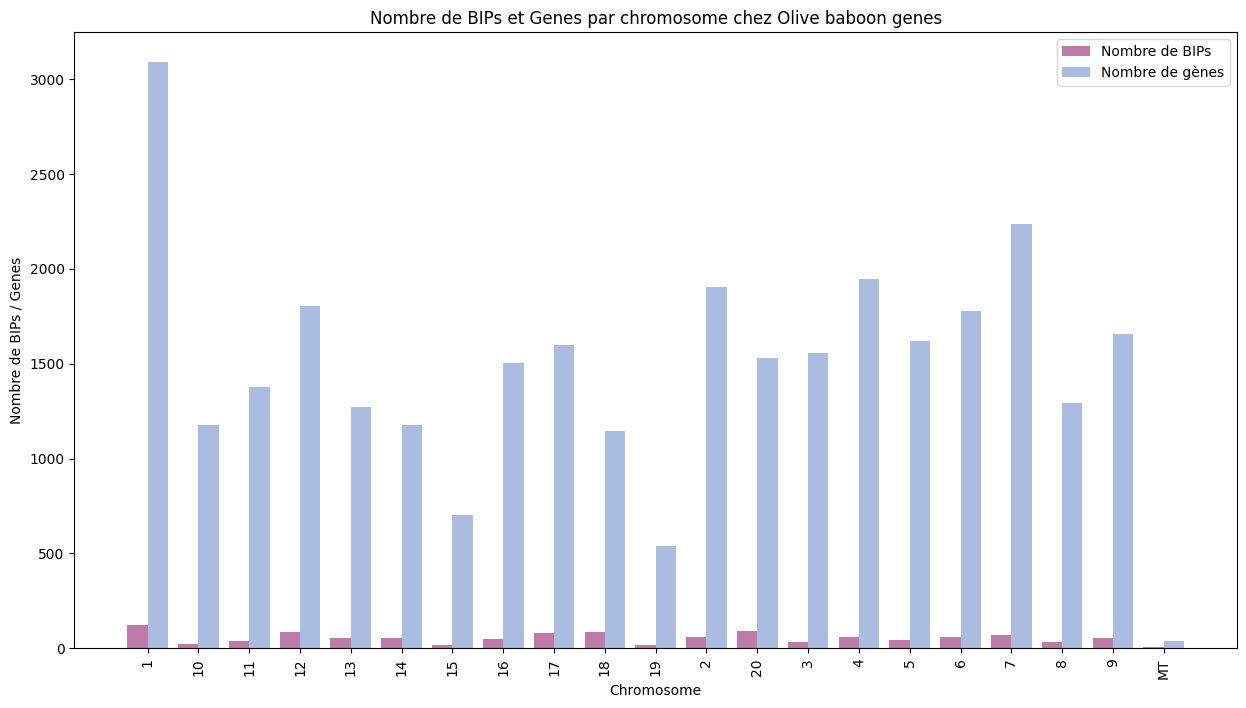 Nombre de BIPs et Genes par chromosome chez Olive baboon genes
Nombre de BIPs
Nombre de gènes
Nombre de BIPs / Genes
3000
2500
2000
1500
1000
500
0
1 10 11 12 13 14 15 16 17 18 19 2 20 3 4 5 6 7 8 9 MT
Chromosome